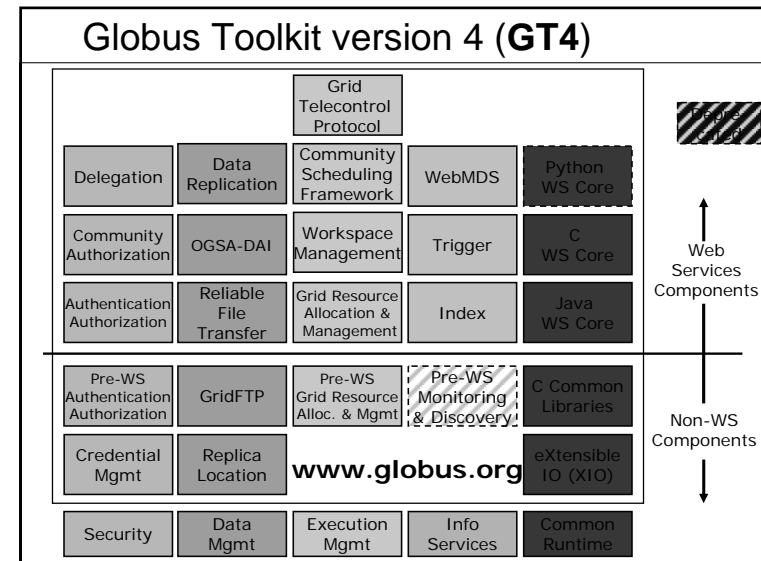 Globus Toolkit version 4 (GT4)
Grid
Telecontrol
Protocol
Depre
cated
Delegation
Data
Replication
Community
Scheduling
Framework
WebMDS
Python
WS Core
Community
Authorization
OGSA-DAI
Workspace
Management
Trigger
C
WS Core
Web
Services
Components
Authentication
Authorization
Reliable
File
Transfer
Grid Resource
Allocation &
Management
Index
Java
WS Core
Pre-WS
Authentication
Authorization
GridFTP
Pre-WS
Grid Resource
Alloc. & Mgmt
Pre-WS
Monitoring
& Discovery
C Common
Libraries
Non-WS
Components
Credential
Mgmt
Replica
Location
www.globus.org
eXtensible
IO (XIO)
Security
Data
Mgmt
Execution
Mgmt
Info
Services
Common
Runtime